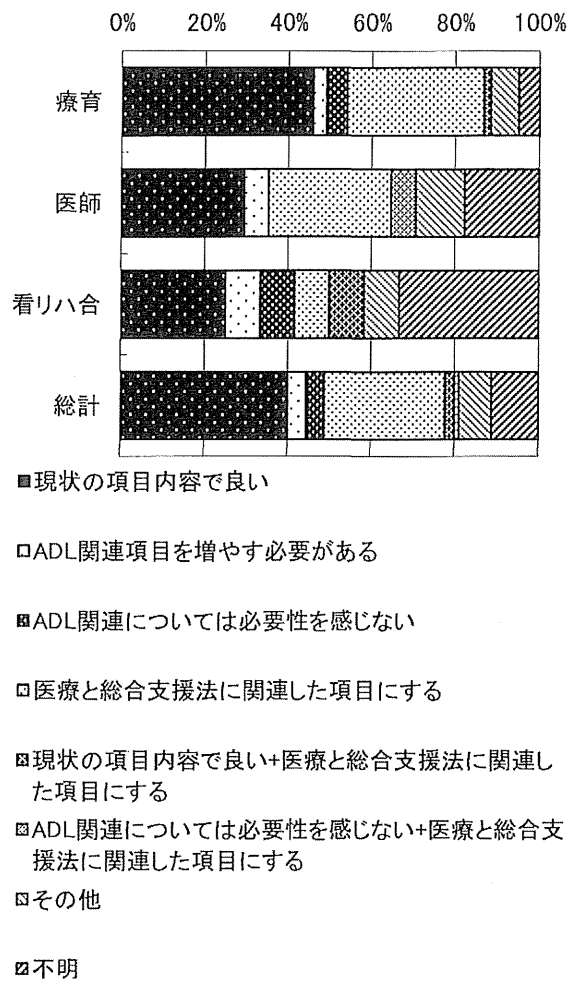 0% 20% 40% 60% 80% 100%
療育
医師
看リハ合
総計
現状の項目内容で良い
ADL関連項目を増やす必要がある
ADL関連については必要性を感じない
医療と総合支援法に関連した項目にする
現状の項目内容で良い+医療と総合支援法に関連し
た項目にする
ADL関連については必要性を感じない+医療と総合支
援法に関連した項目にする
その他
不明